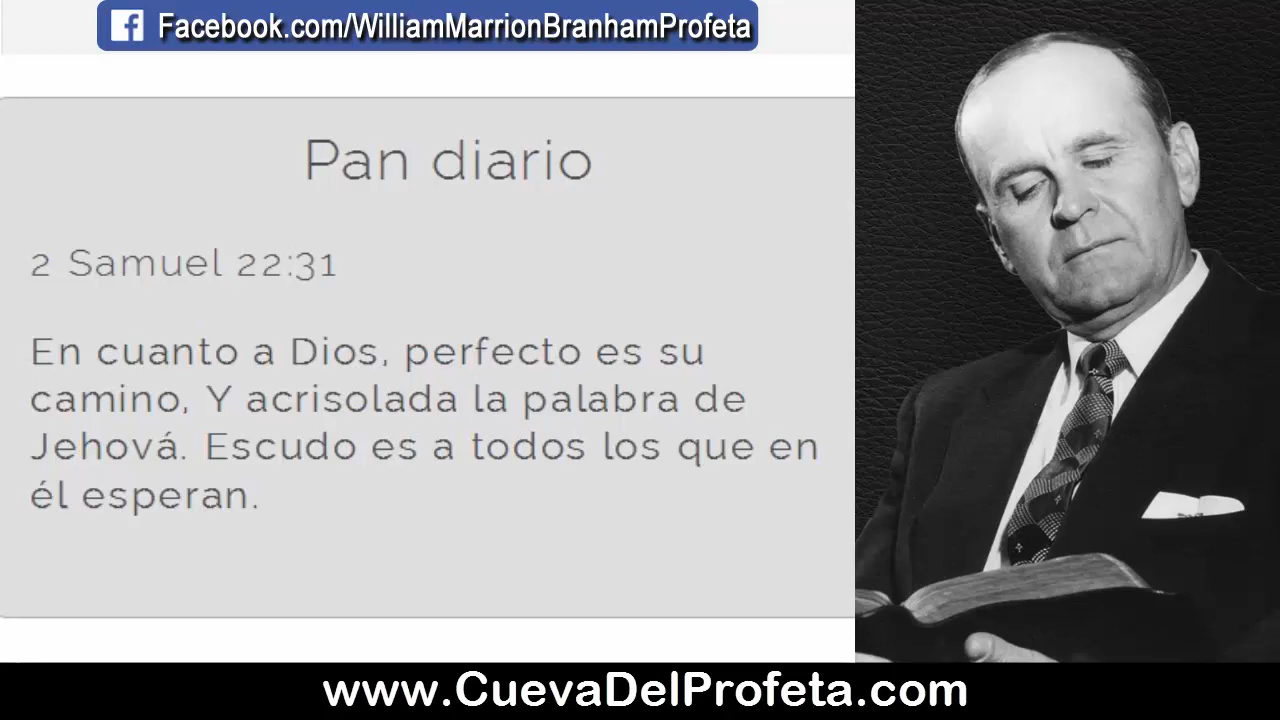 Facebook.com/WilliamMarrionBranhamProfeta
Pan diario
2 Samuel 22:31
En cuanto a Dios, perfecto es su
camino, Y acrisolada la palabra de
Jehová. Escudo es a todos los que en
él esperan.
www.CuevaDelProfeta.com